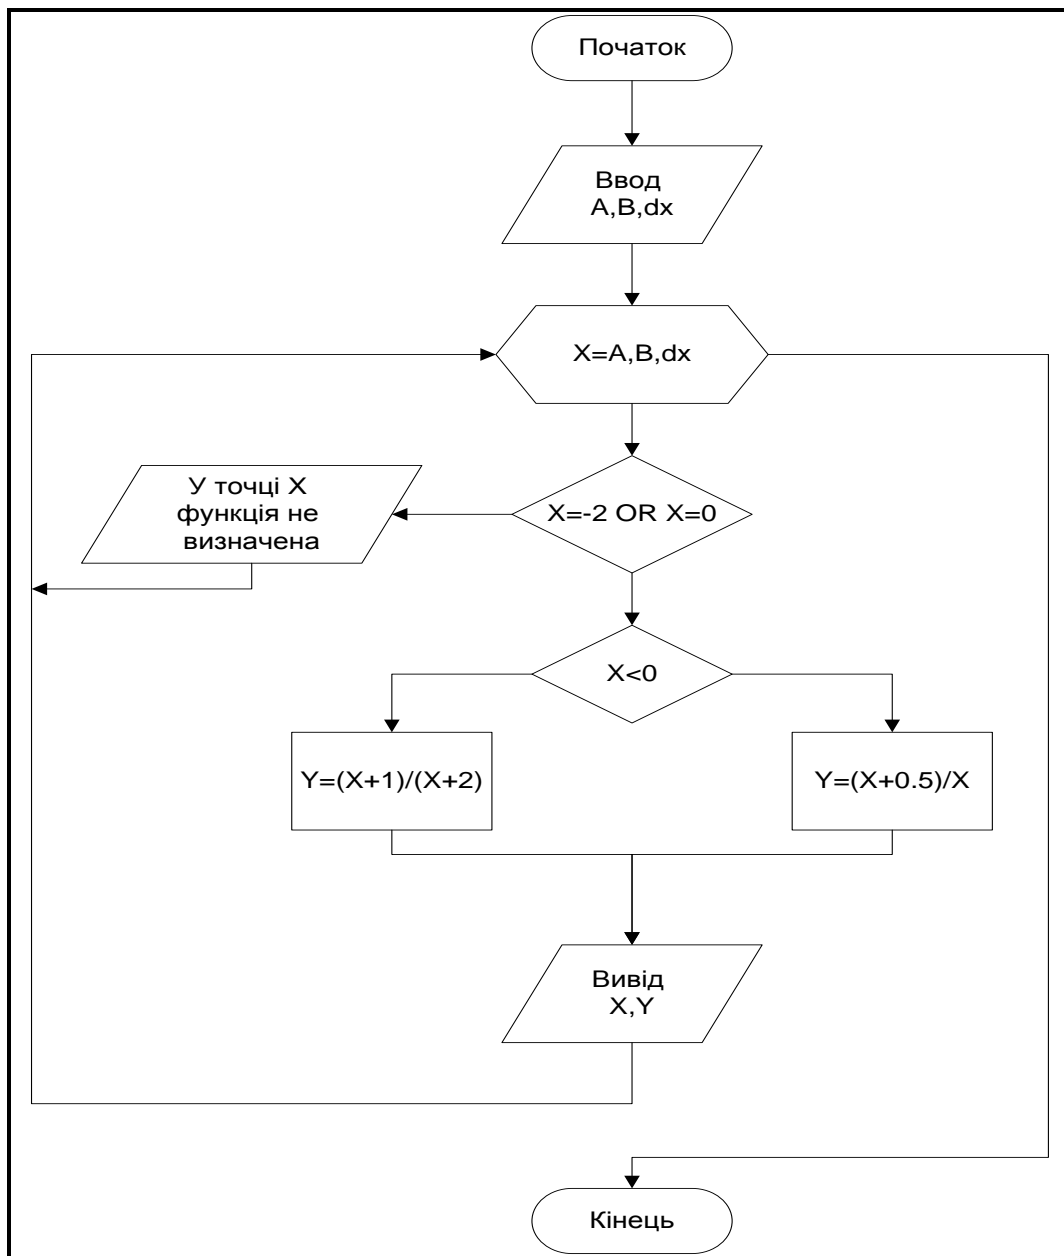 Початок
Ввод
A,B,dx
X=A,B,dx
У точці X
функція не
визначена
X=-2 OR X=0
X<0
Y=(X+1)/(X+2)
Y=(X+0.5)/X
Вивід
X,Y
Кінець